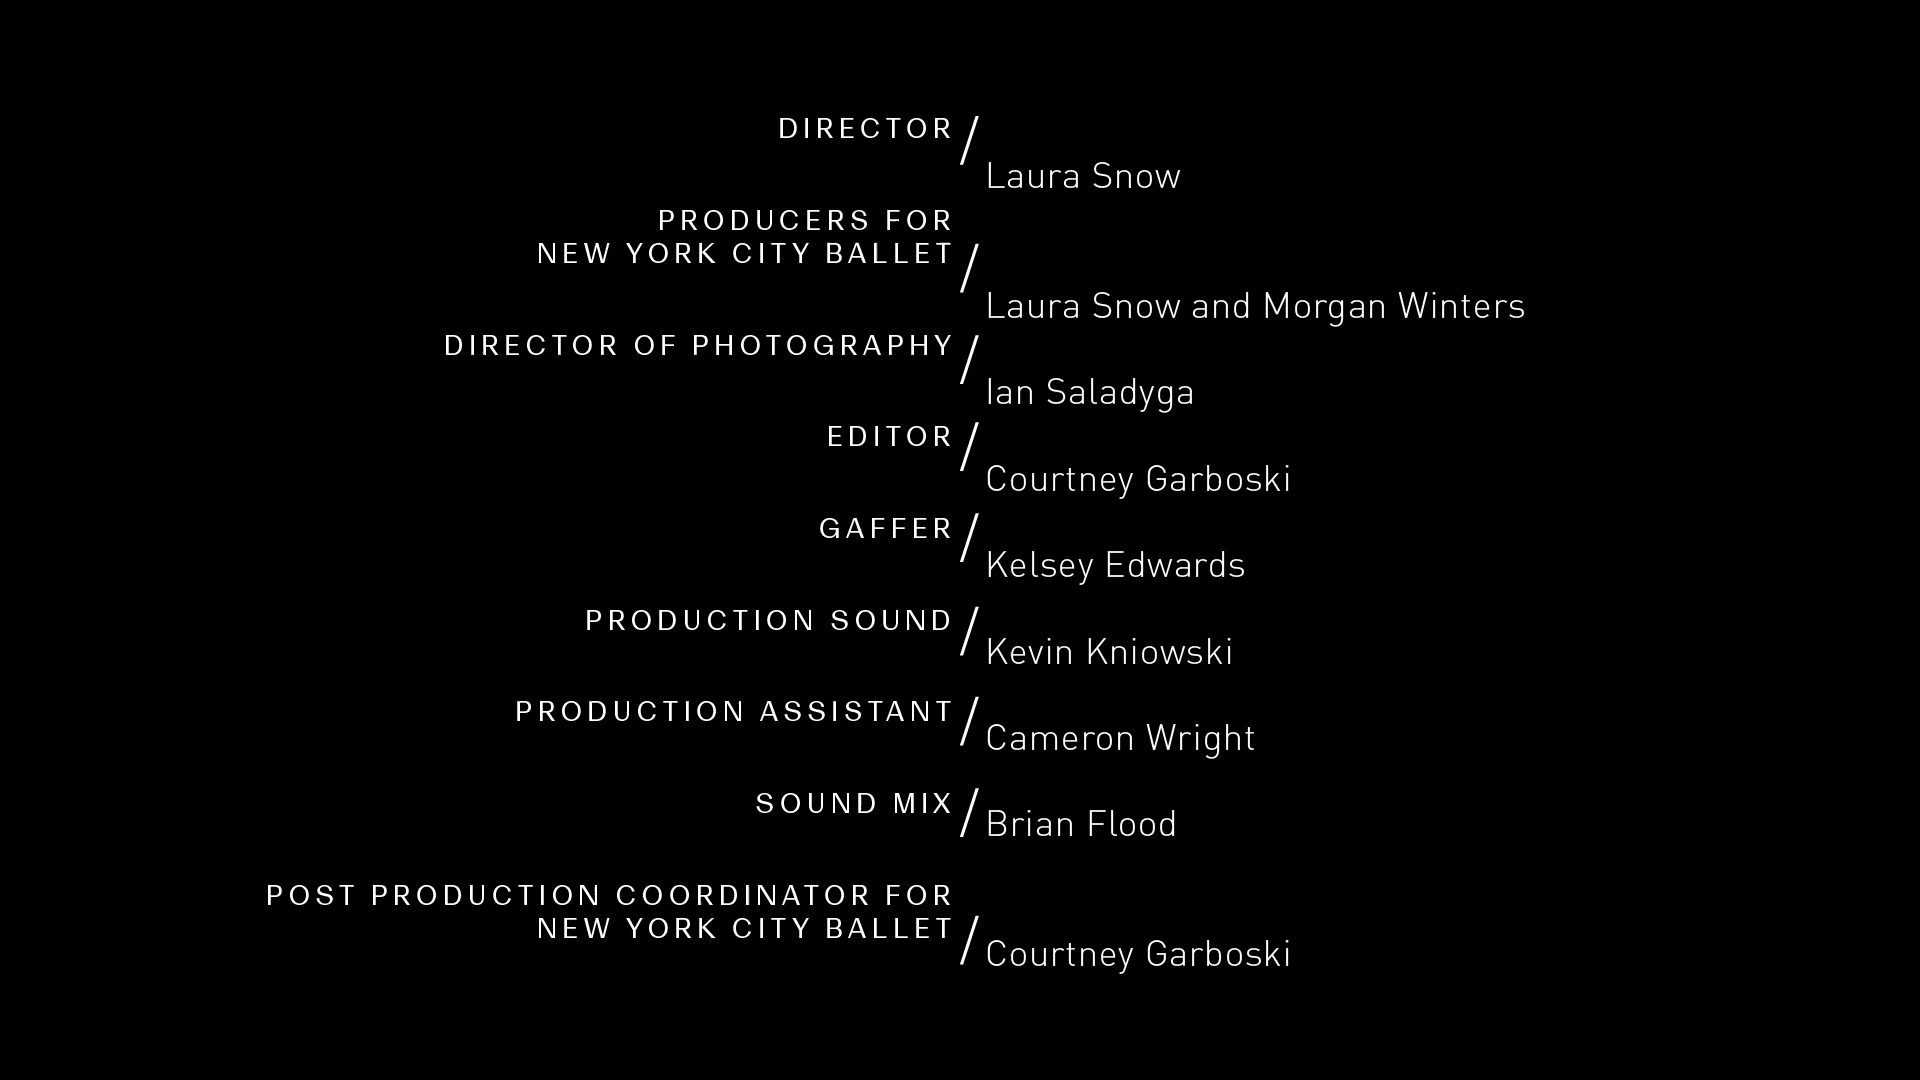 DIRECTOR /
Laura Snow
PRODUCERS FOR
NEW YORK CITY BALLET /
Laura Snow and Morgan Winters
DIRECTOR OF PHOTOGRAPHY /
Ian Saladyga
EDITOR /
Courtney Garboski
GAFFER /
Kelsey Edwards
PRODUCTION SOUND /
Kevin Kniowski
PRODUCTION ASSISTANT /
Cameron Wright
SOUND MIX /
Brian Flood
POST PRODUCTION COORDINATOR FOR
NEW YORK CITY BALLET /
Courtney Garboski